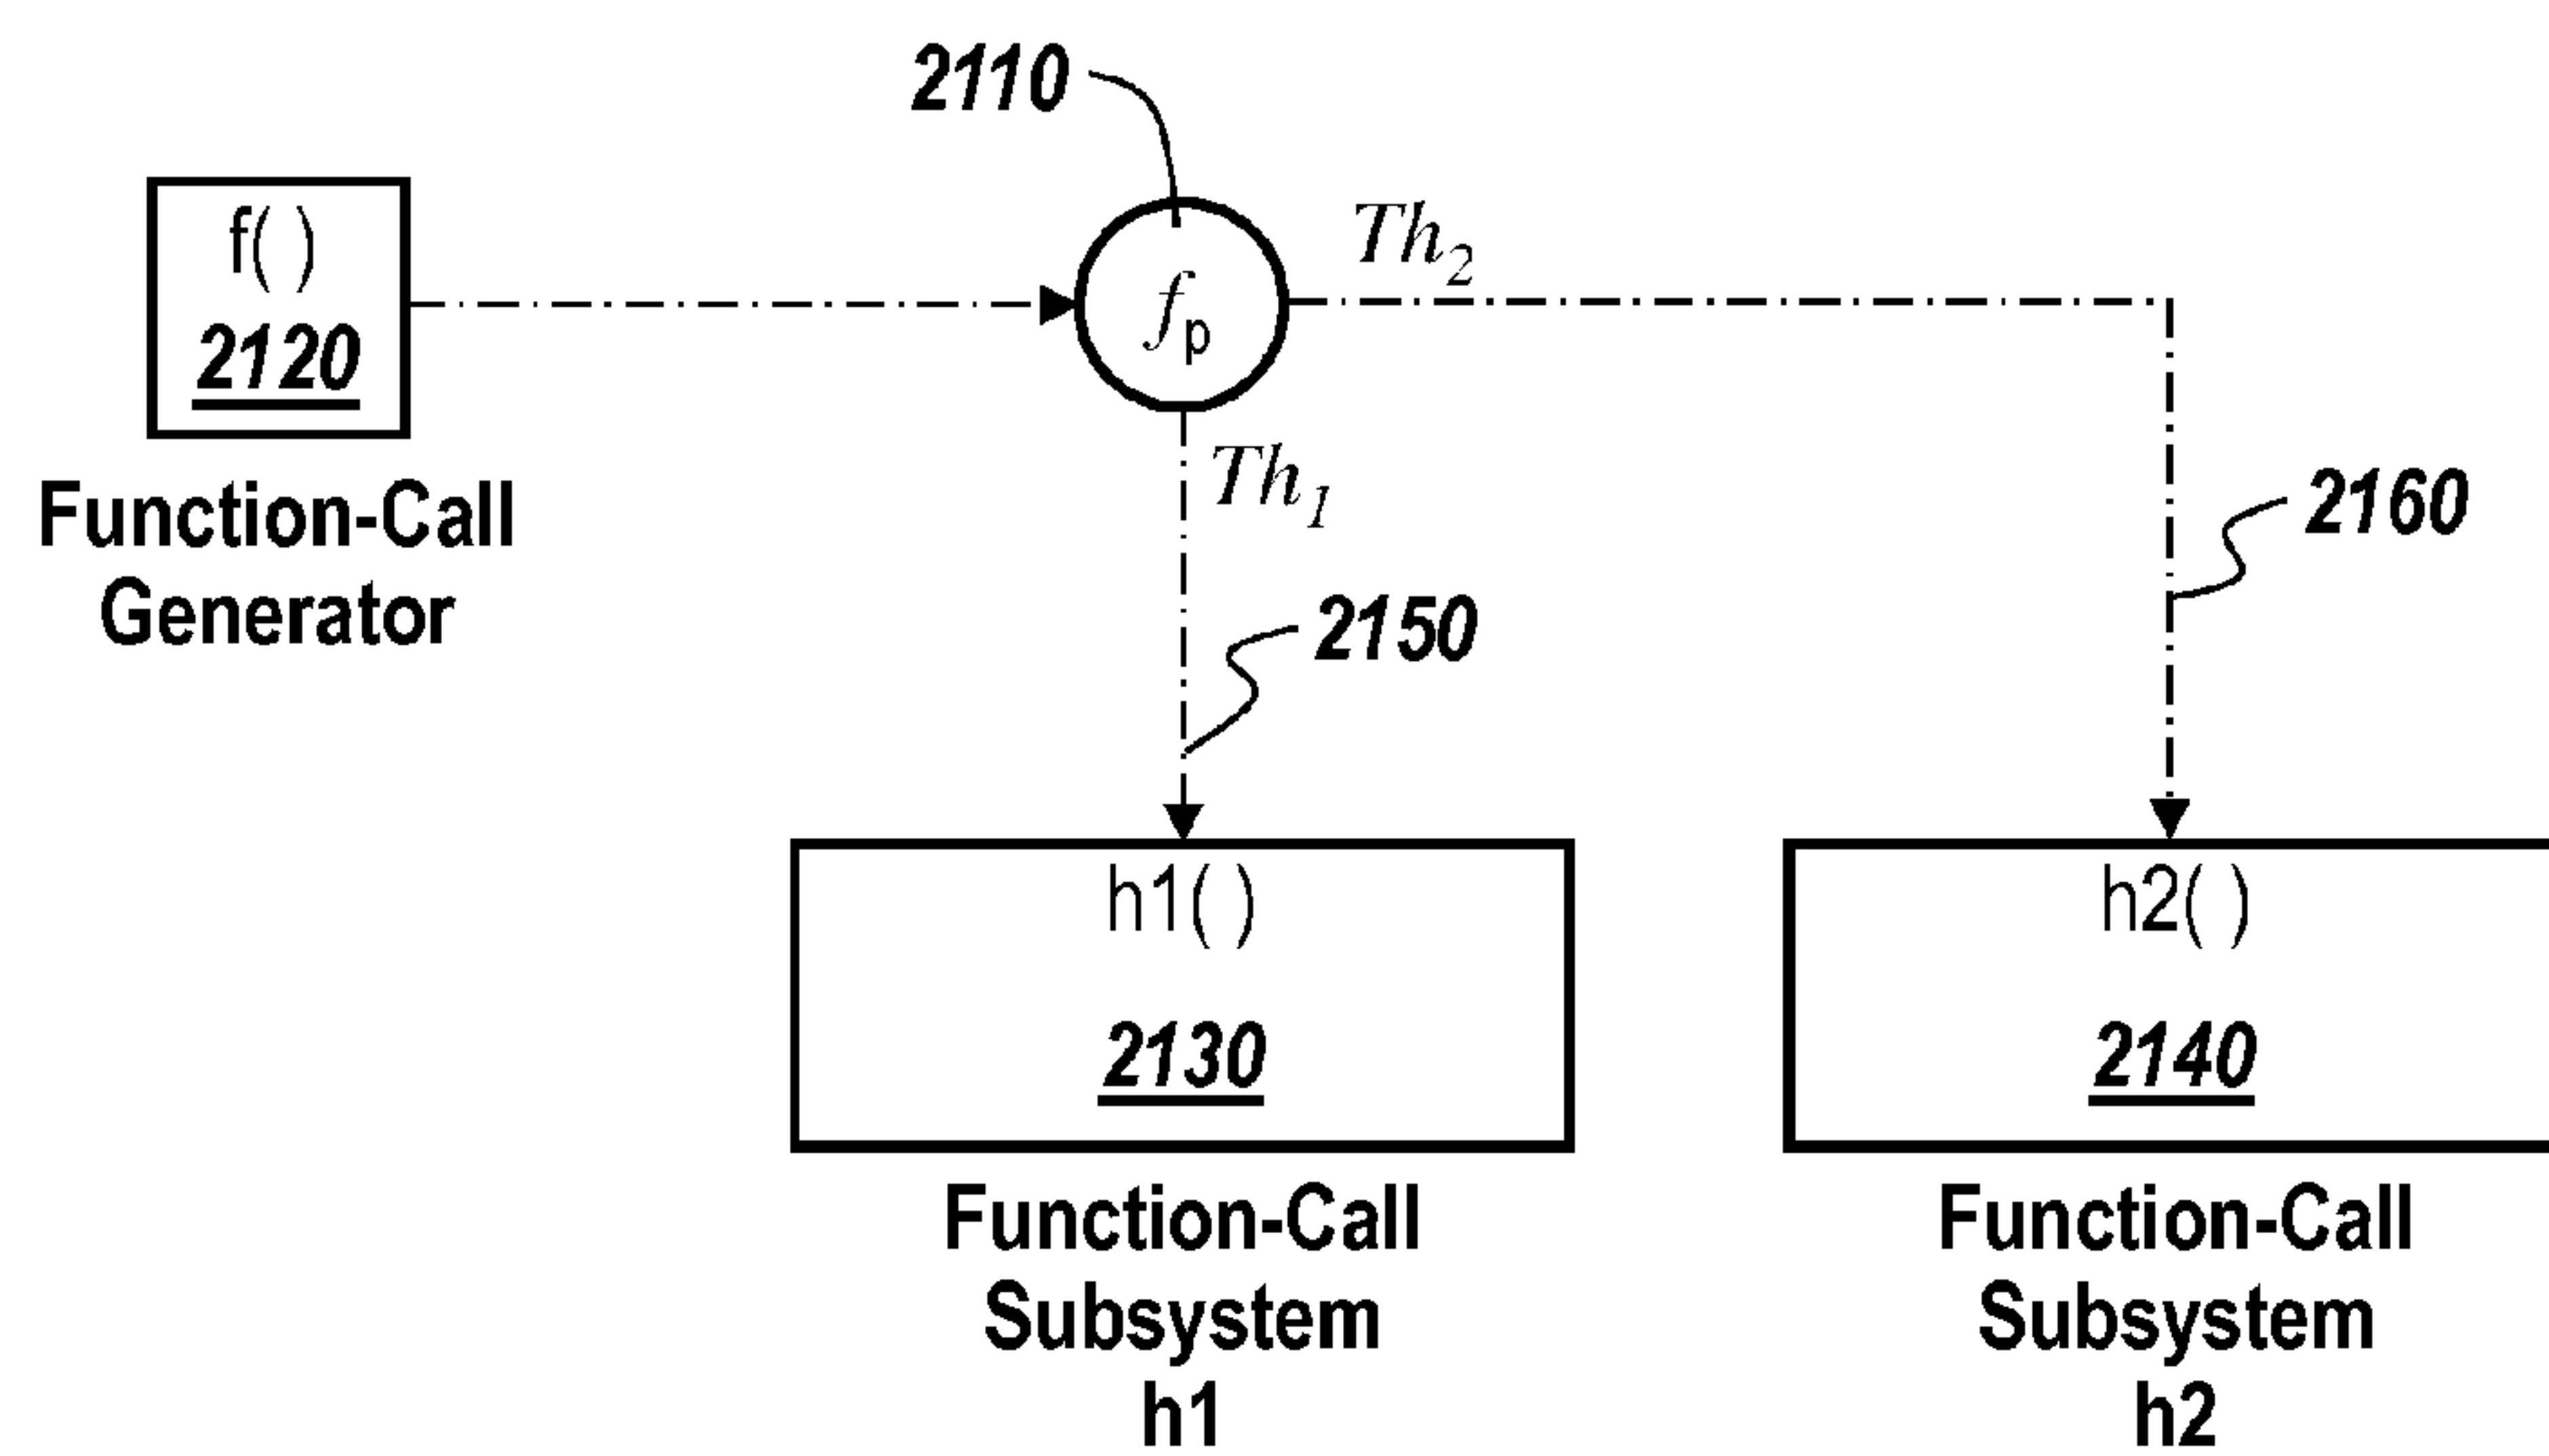 2110
f( )
2120
Function-Call
Generator
fp
Th2
Th1
2150
2160
h1( )
2130
Function-Call
Subsystem
h1
h2( )
2140
Function-Call
Subsystem
h2